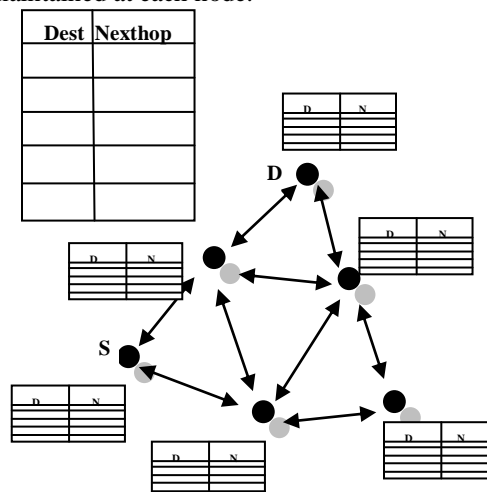 maintained at each node.
Dest Nexthop
D N
D
D N
D N
S
D N
D N
D N